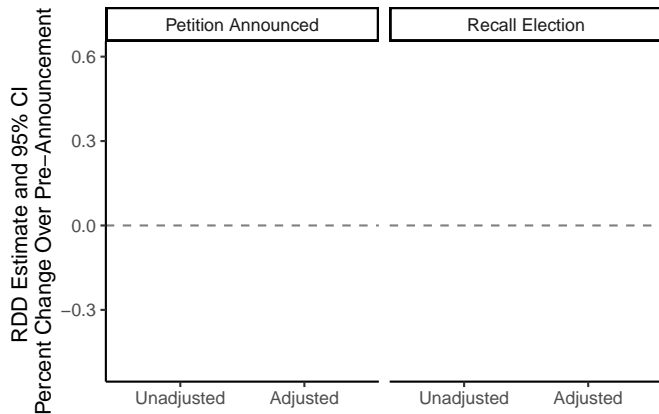 Petition Announced
Recall Election
RDD Estimate and 95% CI
Percent Change Over Pre−Announcement
0.6
0.3
0.0
−0.3
Unadjusted
Adjusted
Unadjusted
Adjusted